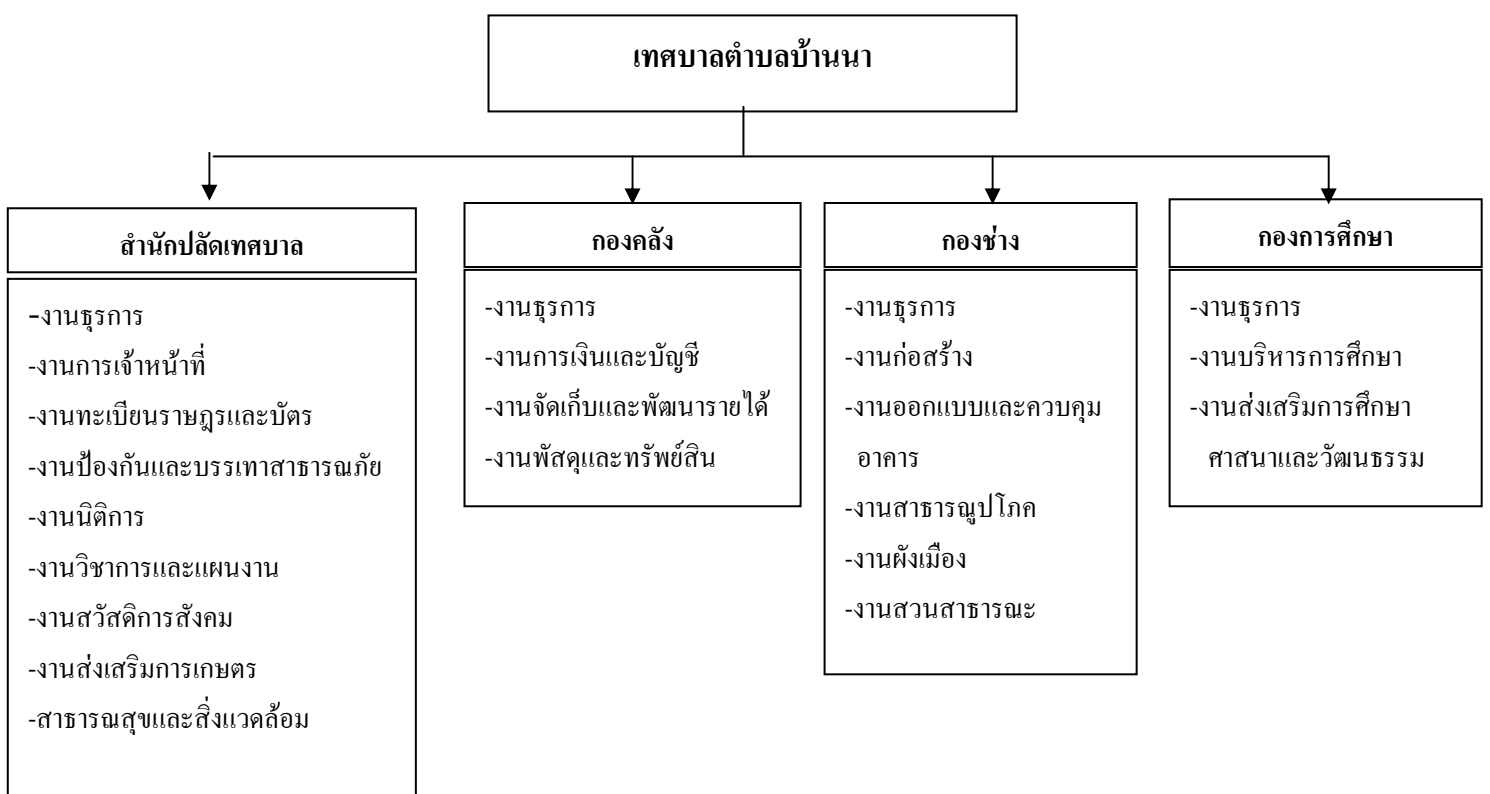 เทศบาลตำบลบ้านนา
สำนักปลัดเทศบาล
-งานธุรการ
-งานการเจ้าหน้าที่
-งานทะเบียนราษฎรและบัตร
-งานป้องกันและบรรเทาสาธารณภัย
-งานนิติการ
-งานวิชาการและแผนงาน
-งานสวัสดิการสังคม
-งานส่งเสริมการเกษตร
-สาธารณสุขและสิ่งแวดล้อม
กองคลัง
-งานธุรการ
-งานการเงินและบัญชี
-งานจัดเก็บและพัฒนารายได้
-งานพัสดุและทรัพย์สิน
กองช่าง
-งานธุรการ
-งานก่อสร้าง
-งานออกแบบและควบคุม
อาคาร
-งานสาธารณูปโภค
-งานผังเมือง
-งานสวนสาธารณะ
กองการศึกษา
-งานธุรการ
-งานบริหารการศึกษา
-งานส่งเสริมการศึกษา
ศาสนาและวัฒนธรรม